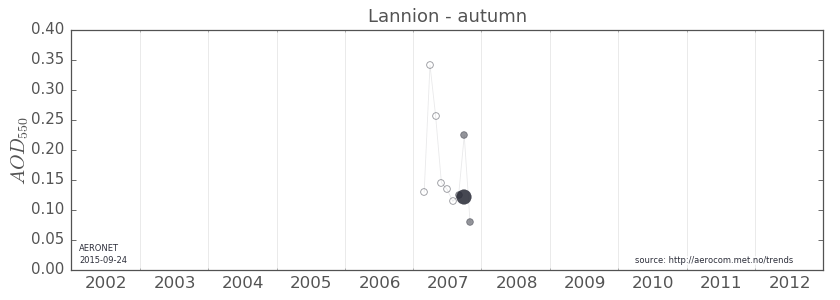 Lannion - autumn
0.40
0.35
0.30
0.25
0.20
0.15
0.10
0.05
0.00
AOD550
AERONET
2015-09-24
source: http://aerocom.met.no/trends
2002 2003 2004 2005 2006 2007 2008 2009 2010 2011 2012